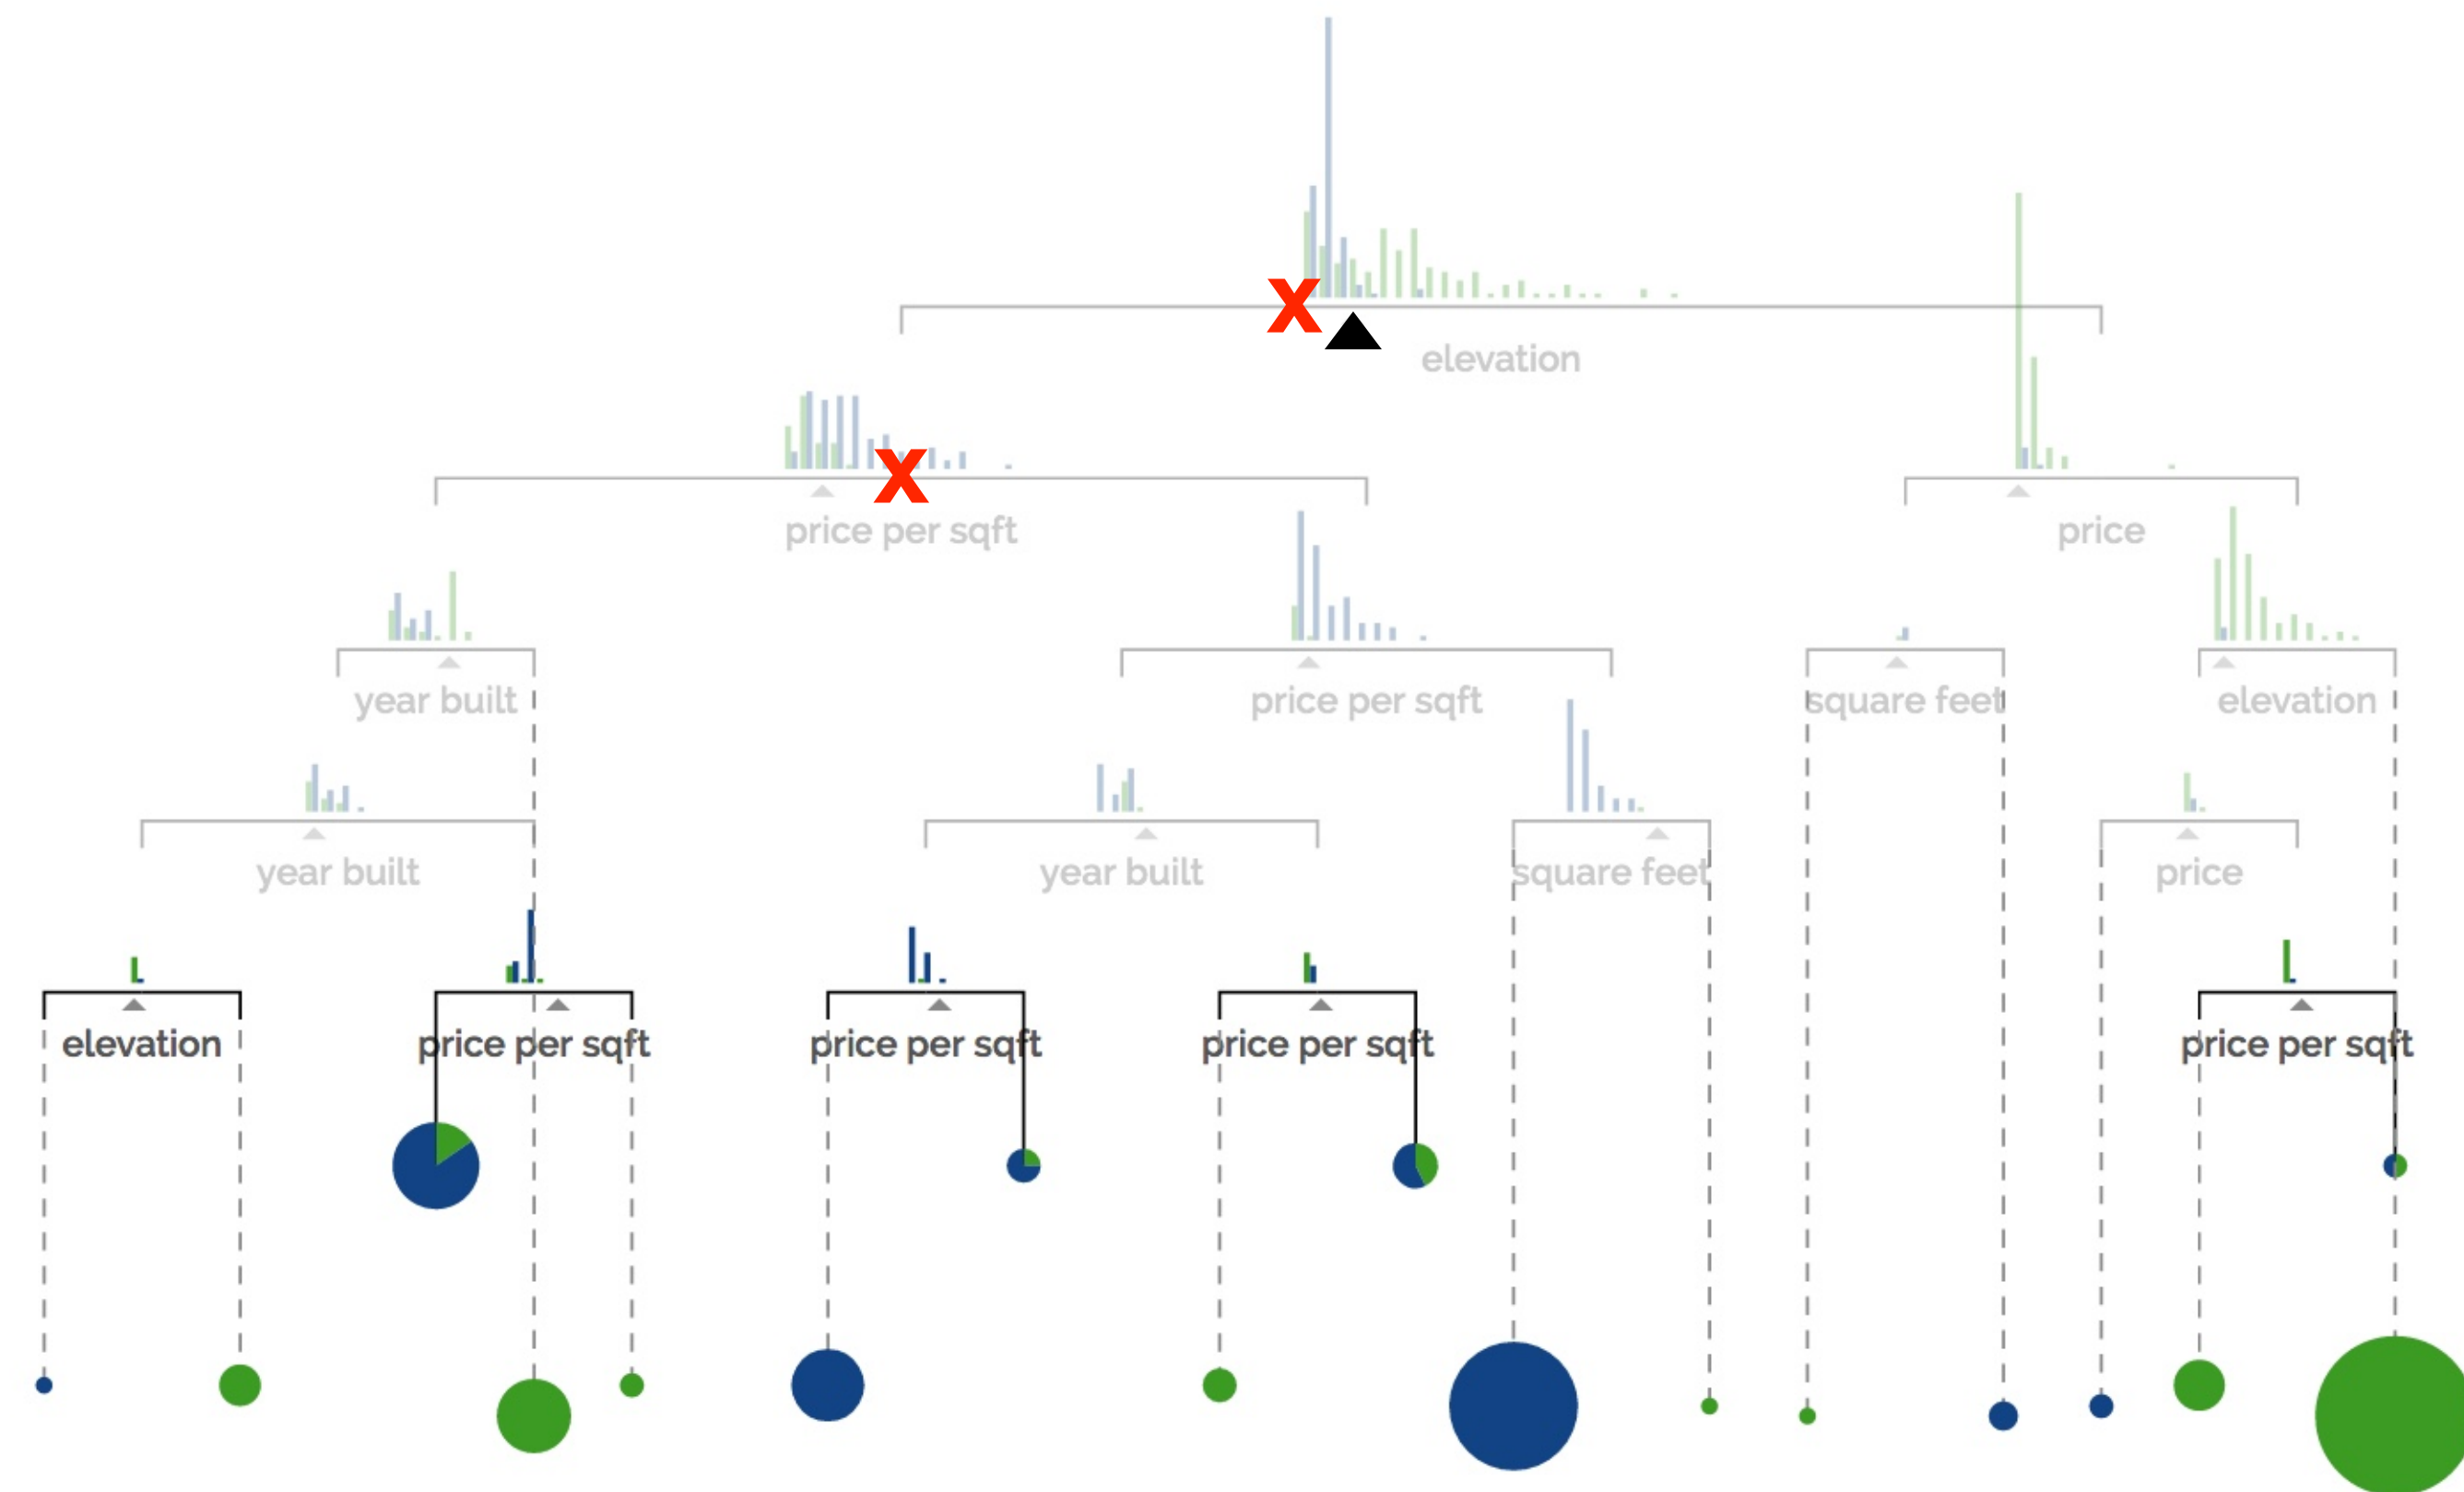 X
elevation
X
price per sqft
price
year built
price per sqft
square feet
elevation
year built
year built
square feet
price
elevation
price per sqft
price per sqft
price per sqft
price per sqft